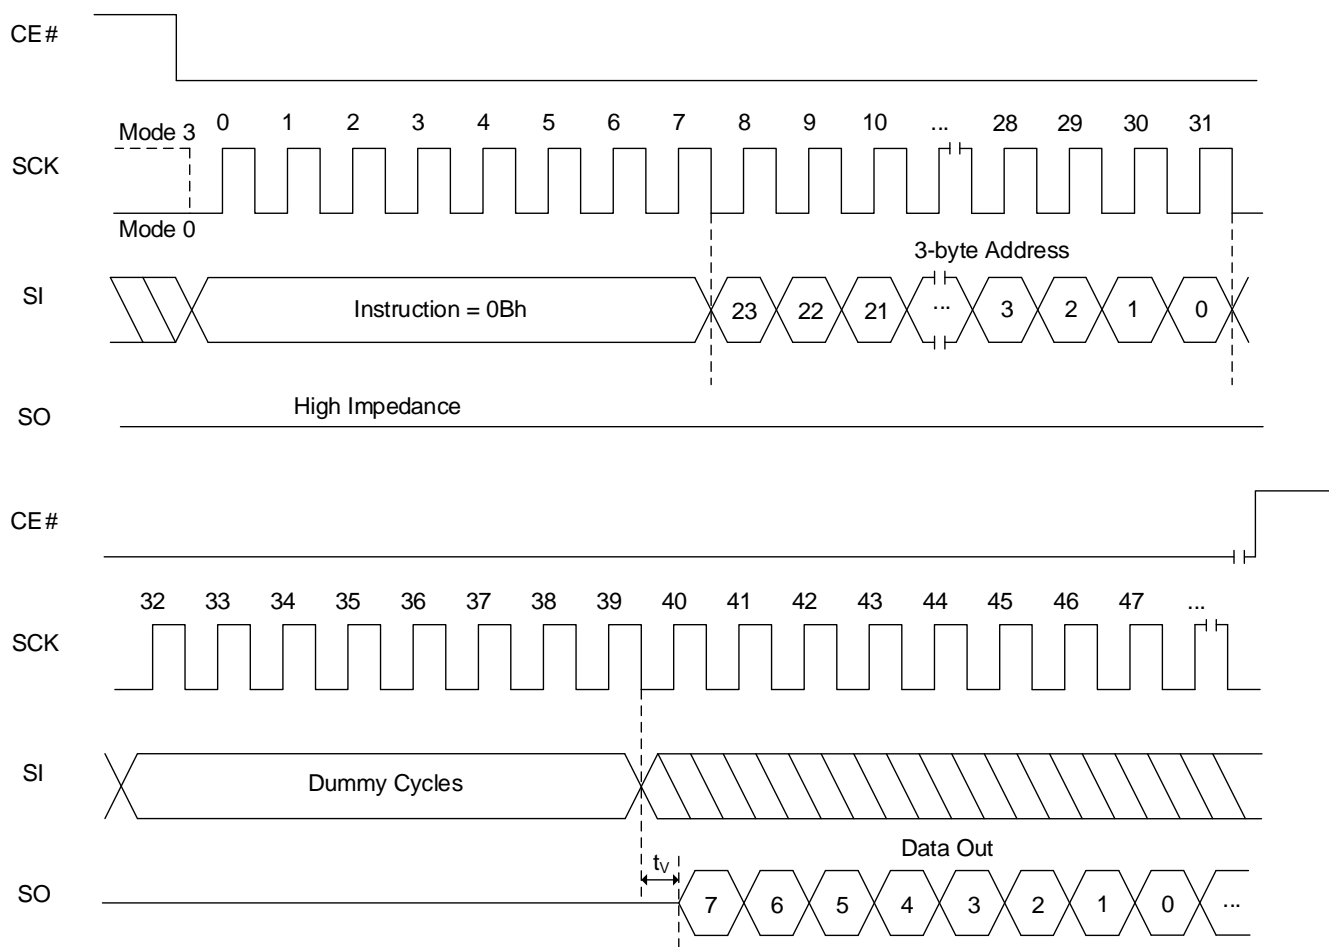 CE#
Mode 3
0 1 2 3 4 5 6 7 8 9 10 ... 28 29 30 31
SCK
Mode 0
3-byte Address
SI
Instruction = 0Bh
23 22 21 ... 3 2 1 0
High Impedance
SO
CE#
32 33 34 35 36 37 38 39 40 41 42 43 44 45 46 47 ...
SCK
SI
Dummy Cycles
Data Out
tV
SO
7 6 5 4 3 2 1 0 ...